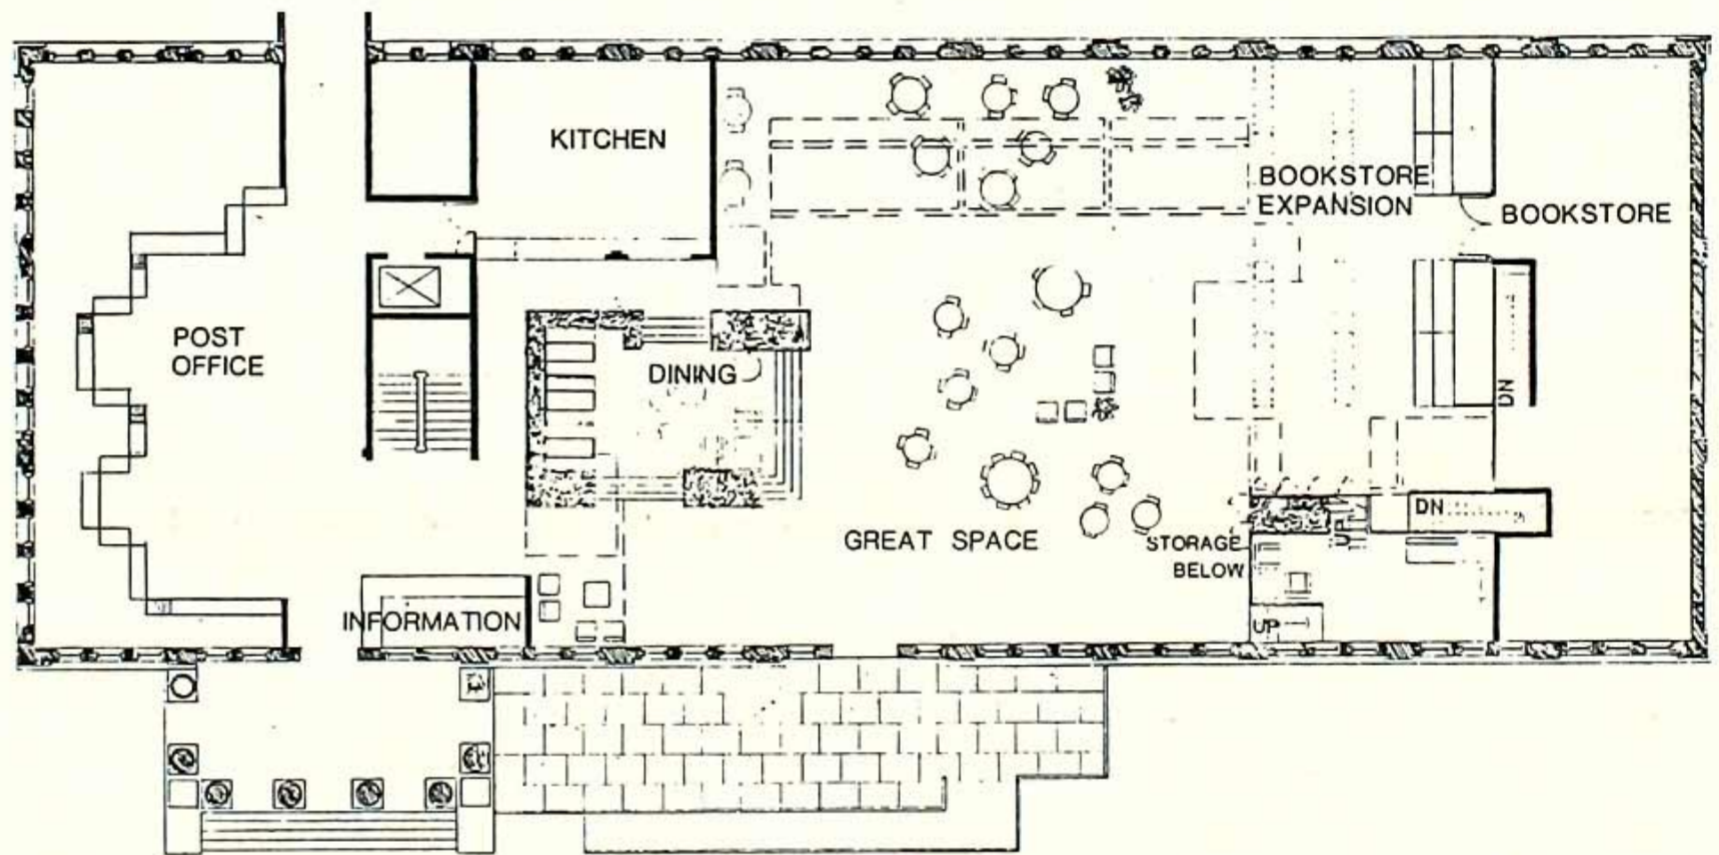 KITCHEN
BOOKSTORE
EXPANSION
BOOKSTORE
POST
OFFICE
DINING
DN
DN
GREAT SPACE
STORAGE
BELOW
UP
INFORMATION
UP